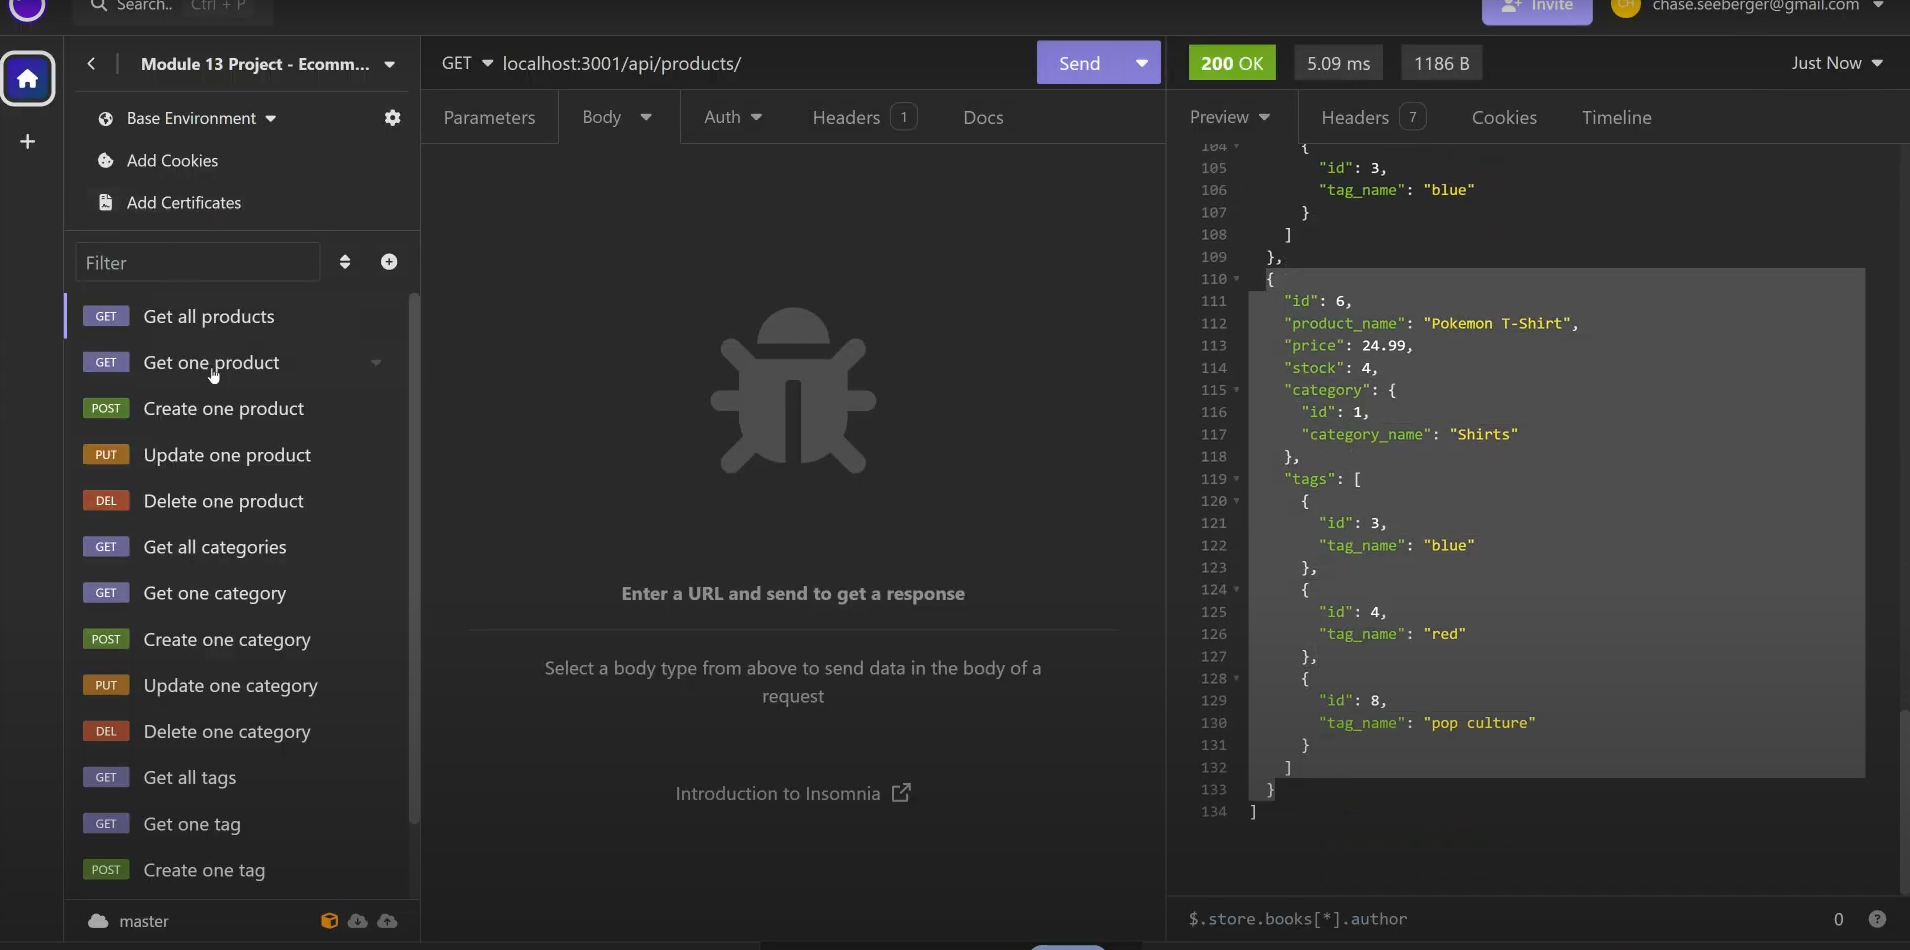 Search.. Ctrl + P
Invite
CH
chase.seeberger@gmail.com
Module 13 Project - Ecomm...
Base Environment
Add Cookies
Add Certificates
Filter
GET Get all products
GET Get one product
POST Create one product
PUT Update one product
DEL Delete one product
GET Get all categories
GET Get one category
POST Create one category
PUT Update one category
DEL Delete one category
GET Get all tags
GET Get one tag
POST Create one tag
master
GET localhost:3001/api/products/
Send
Parameters Body Auth Headers 1 Docs
Enter a URL and send to get a response
Select a body type from above to send data in the body of a
request
Introduction to Insomnia
200 OK 5.09 ms 1186 B Just Now
Preview Headers 7 Cookies Timeline
104 {
105 "id": 3,
106 "tag_name": "blue"
107 }
108 ]
109 },
110 {
111 "id": 6,
112 "product_name": "Pokemon T-Shirt",
113 "price": 24.99,
114 "stock": 4,
115 "category": {
116 "id": 1,
117 "category_name": "Shirts"
118 },
119 "tags": [
120 {
121 "id": 3,
122 "tag_name": "blue"
123 },
124 {
125 "id": 4,
126 "tag_name": "red"
127 },
128 {
129 "id": 8,
130 "tag_name": "pop culture"
131 }
132 ]
133 }
134 ]
$.store.books[*].author 0 ?